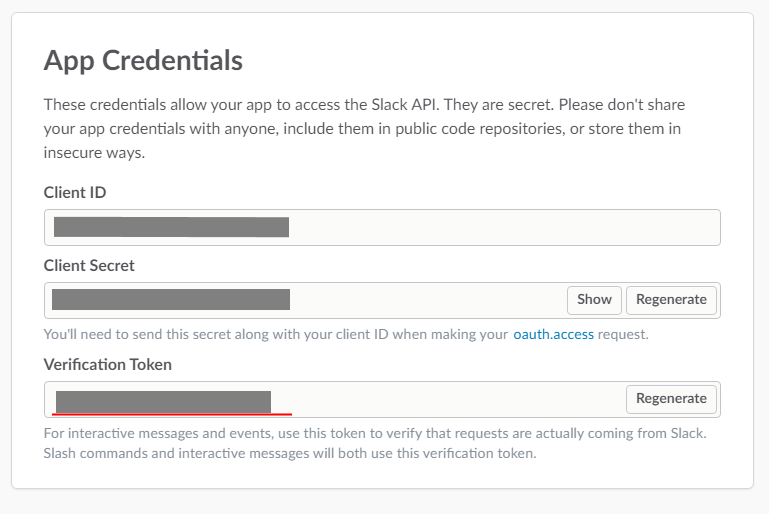 App Credentials
These credentials allow your app to access the Slack API. They are secret. Please don't share
your app credentials with anyone, include them in public code repositories, or store them in
insecure ways.
Client ID
Client Secret
Show Regenerate
You'll need to send this secret along with your client ID when making your oauth.access request.
Verification Token
Regenerate
For interactive messages and events, use this token to verify that requests are actually coming from Slack.
Slash commands and interactive messages will both use this verification token.